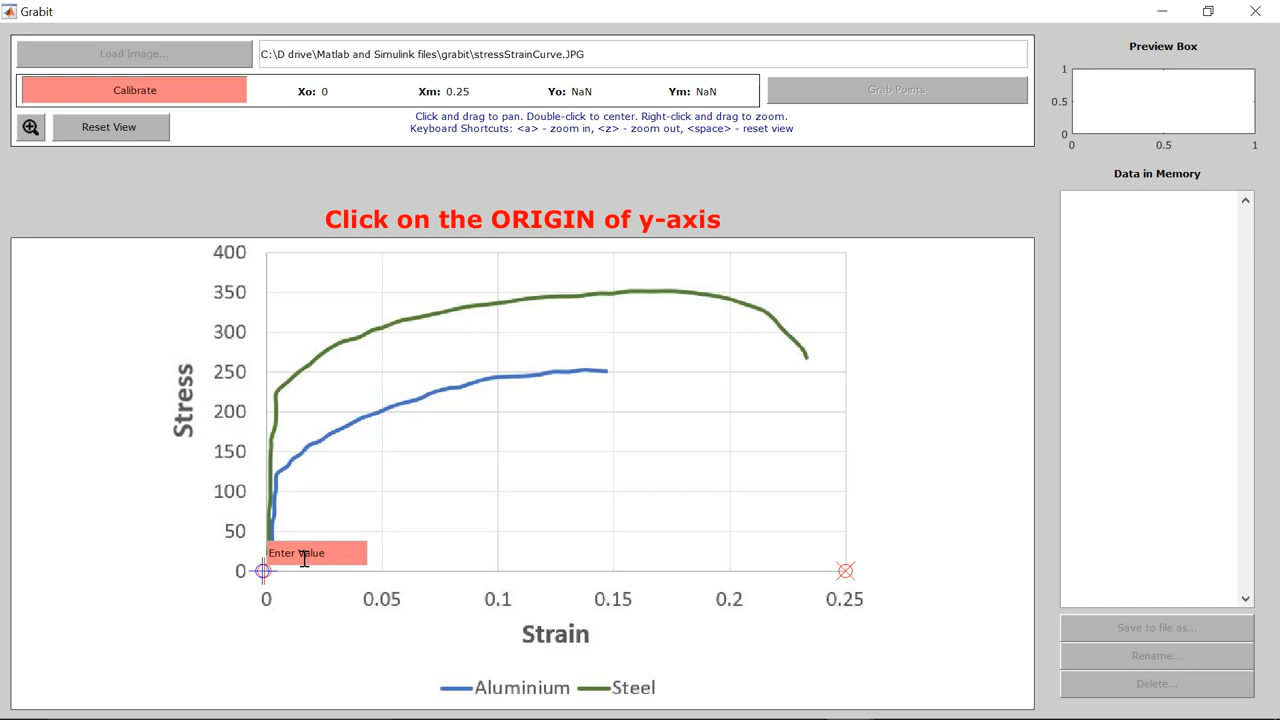 Grabit
Load Image...
C:\D drive\Matlab and Simulink files\grabit\stressStrainCurve.JPG
Calibrate
Xo: 0
Xm: 0.25
Yo: NaN
Ym: NaN
Grab Points
Reset View
Click and drag to pan. Double-click to center. Right-click and drag to zoom.
Keyboard Shortcuts: <a> - zoom in, <z> - zoom out, <space> - reset view
Preview Box
1
0.5
0
0
0.5
1
Data in Memory
Click on the ORIGIN of y-axis
400
350
300
250
200
150
100
50
0
Stress
Enter Value
0
0.05
0.1
0.15
0.2
0.25
Strain
Aluminium
Steel
Save to file as...
Rename...
Delete...